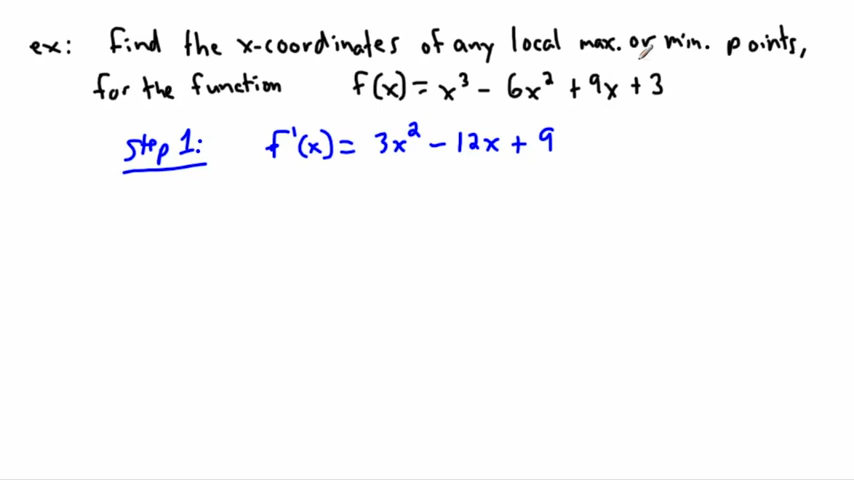 ex: Find the x-coordinates of any local max. or min. points,
for the function f(x) = x³ - 6x² + 9x + 3
Step 1: f'(x) = 3x² - 12x + 9